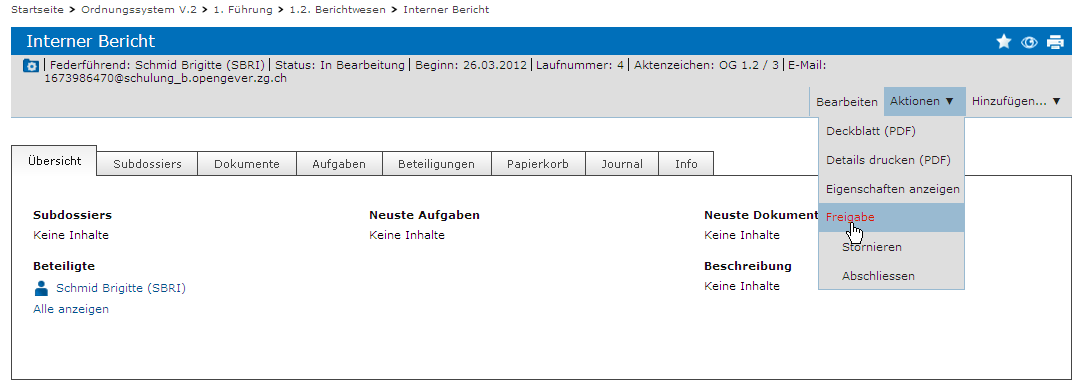 Startseite > Ordnungssystem V.2 > 1. Führung > 1.2. Berichtwesen > Interner Bericht
Interner Bericht
Federführend: Schmid Brigitte (SBRI) | Status: In Bearbeitung | Beginn: 26.03.2012 | Laufnummer: 4 | Aktenzeichen: OG 1.2 / 3 | E-Mail:
1673986470@schulung_b.opengever.zg.ch
Bearbeiten Aktionen ▼ Hinzufügen... ▼
Deckblatt (PDF)
Details drucken (PDF)
Eigenschaften anzeigen
Freigabe
Stornieren
Abschliessen
Übersicht Subdossiers Dokumente Aufgaben Beteiligungen Papierkorb Journal Info
Subdossiers
Keine Inhalte
Beteiligte
Schmid Brigitte (SBRI)
Alle anzeigen
Neuste Aufgaben
Keine Inhalte
Neuste Dokument
Keine Inhalte
Beschreibung
Keine Inhalte